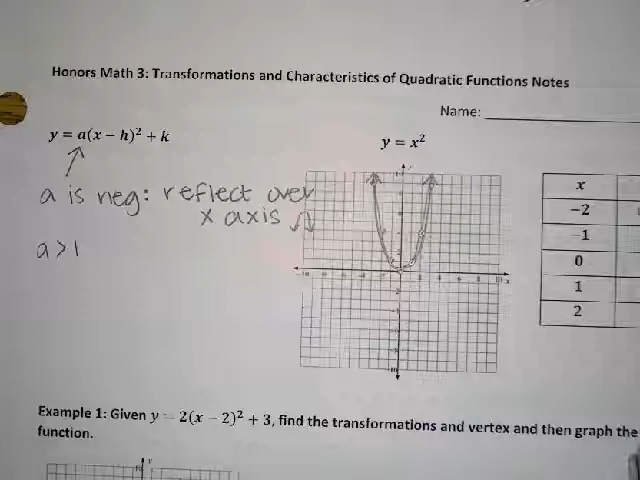 Honors Math 3: Transformations and Characteristics of Quadratic Functions Notes
Name:
y = a(x − h)² + k
y = x²
a is neg: reflect over
x axis
a > 1
x
−2
−1
0
1
2
Example 1: Given y = 2(x − 2)² + 3, find the transformations and vertex and then graph the
function.